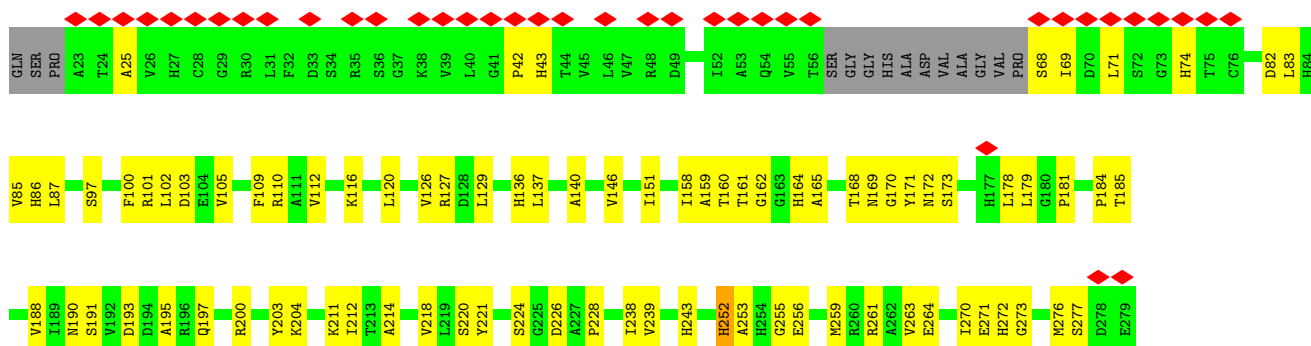 GLN SER PRO A23 T24 A25 V26 H27 C28 G29 R30 L31 F32 D33 S34 R35 S36 G37 K38 V39 L40 G41 P42 H43 T44 V45 L46 V47 R48 D49 I52 A53 Q54 V55 T56 SER GLY GLY HIS ALA ASP VAL ALA GLY VAL PRO S68 I69 D70 L71 S72 G73 H74 T75 C76 D82 L83 H84
V85 H86 L87 S97 F100 R101 L102 D103 E104 V105 F109 R110 A111 V112 K116 L120 V126 R127 D128 L129 H136 L137 A140 V146 I151 I158 A159 T160 T161 G162 G163 H164 A165 T168 N169 G170 Y171 N172 S173 H177 L178 L179 G180 P181 P184 T185
V188 I189 N190 S191 V192 D193 D194 A195 R196 Q197 R200 Y203 K204 K211 I212 T213 A214 V218 L219 S220 Y221 S224 G225 D226 A227 P228 I238 V239 H243 H252 A253 H254 G255 E256 M259 R260 R261 A262 V263 E264 I270 E271 H272 G273 M276 S277 D278 E279